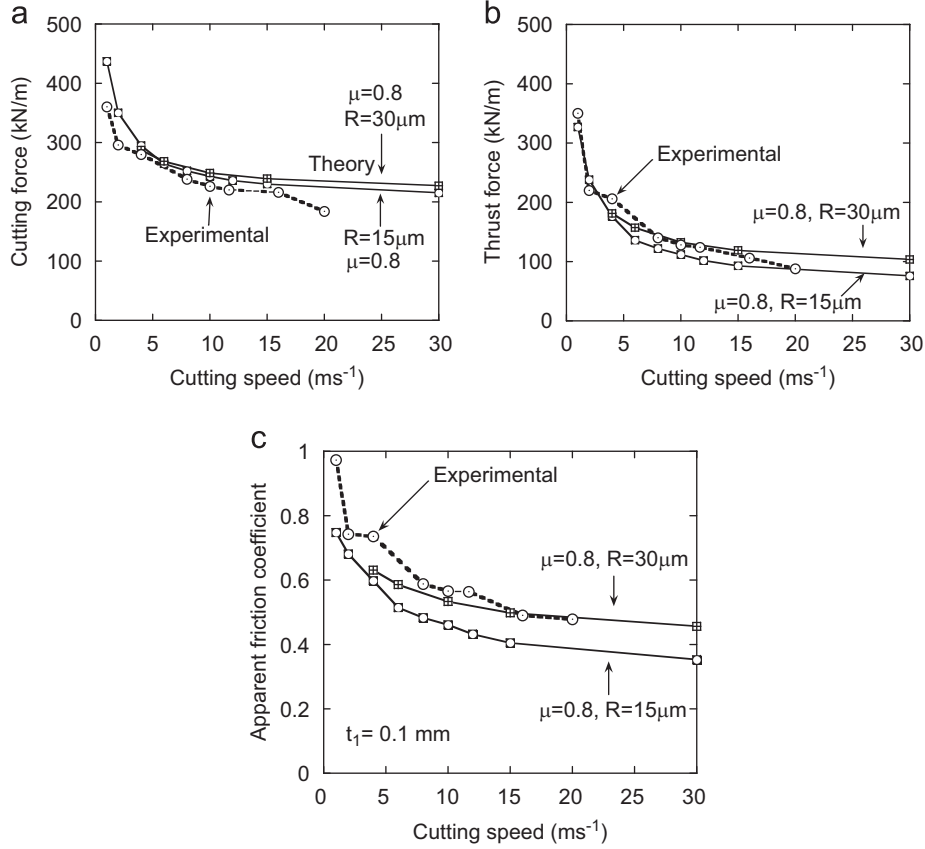 a
500
400
300
200
100
0
Cutting force (kN/m)
μ=0.8
R=30μm
Theory
Experimental
R=15μm
μ=0.8
0 5 10 15 20 25 30
Cutting speed (ms⁻¹)
b
500
400
300
200
100
0
Thrust force (kN/m)
Experimental
μ=0.8, R=30μm
μ=0.8, R=15μm
0 5 10 15 20 25 30
Cutting speed (ms⁻¹)
c
1
0.8
0.6
0.4
0.2
0
Apparent friction coefficient
Experimental
μ=0.8, R=30μm
μ=0.8, R=15μm
t₁= 0.1 mm
0 5 10 15 20 25 30
Cutting speed (ms⁻¹)